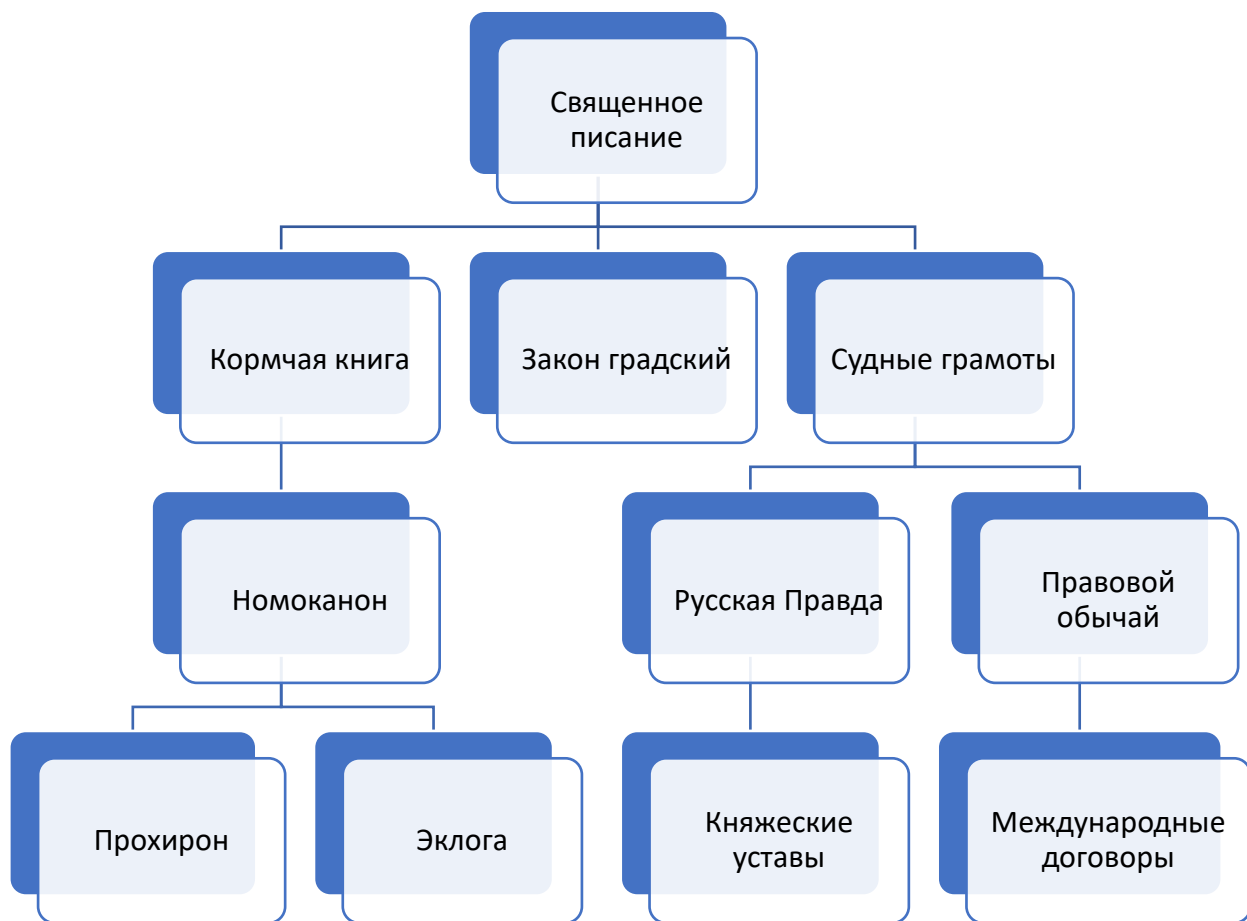 Священное
писание
Кормчая книга
Закон градский
Судные грамоты
Номоканон
Русская Правда
Правовой
обычай
Прохирон
Эклога
Княжеские
уставы
Международные
договоры